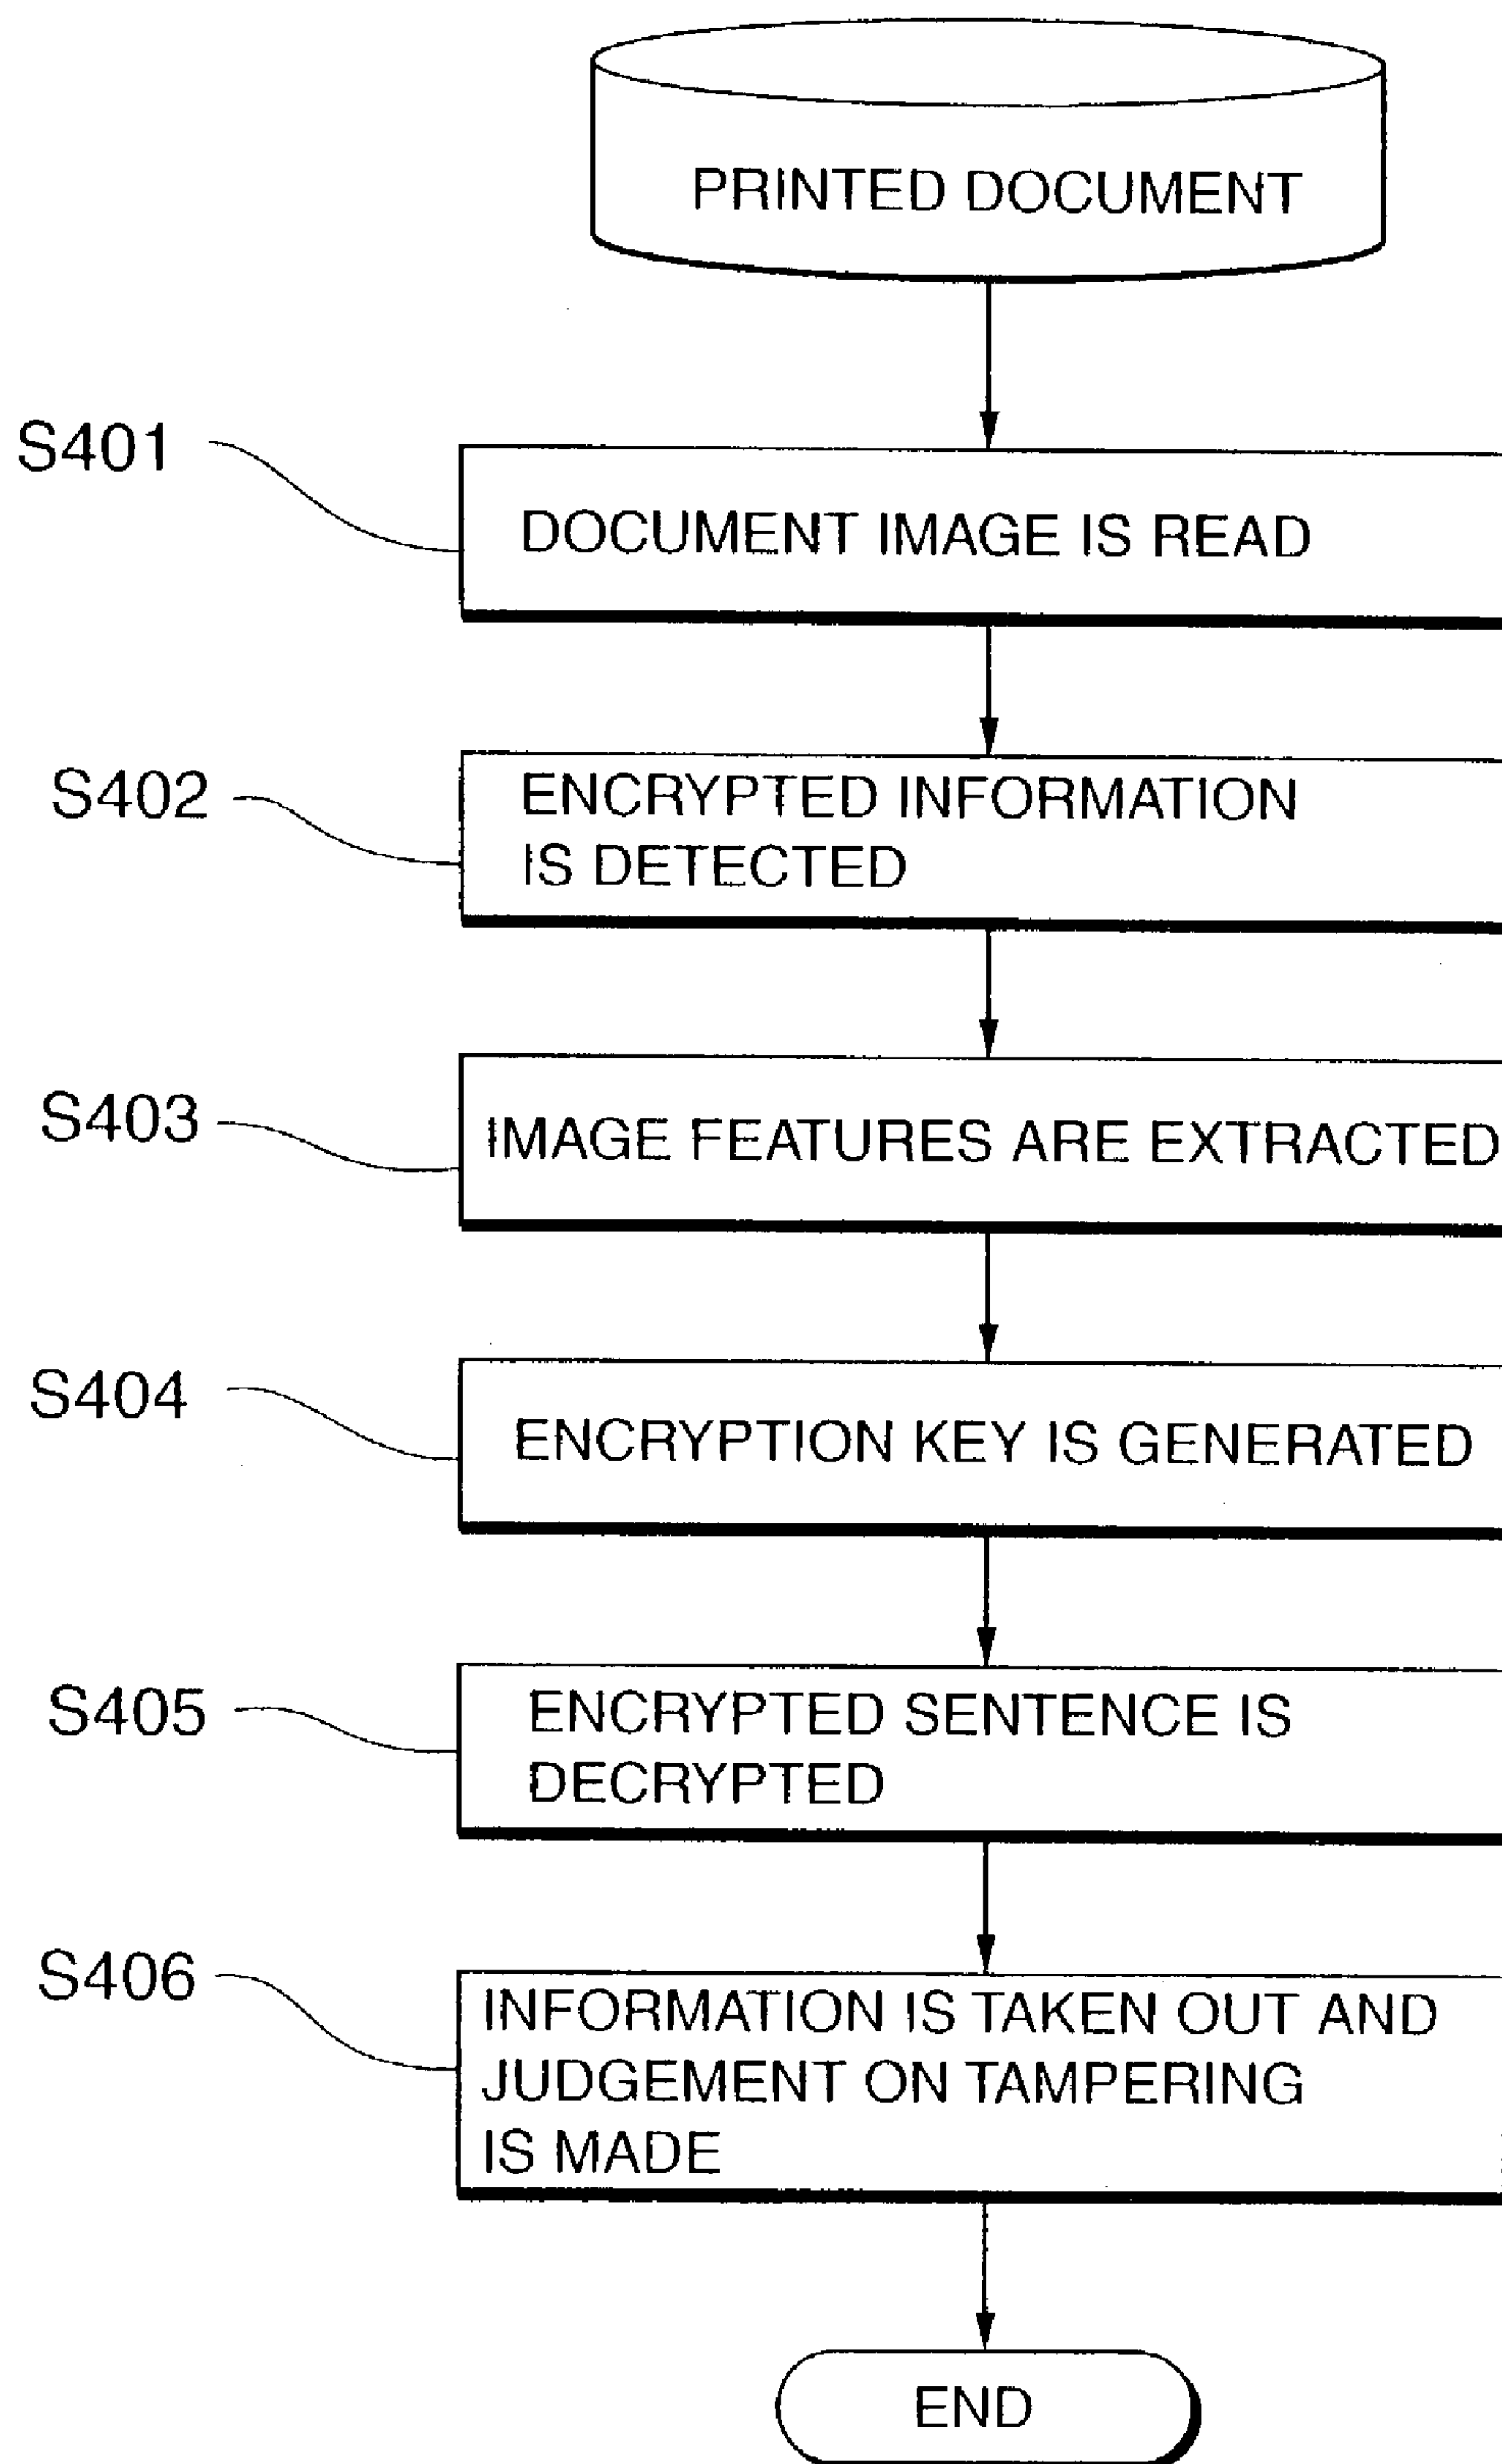 PRINTED DOCUMENT
S401
DOCUMENT IMAGE IS READ
S402
ENCRYPTED INFORMATION
IS DETECTED
S403
IMAGE FEATURES ARE EXTRACTED
S404
ENCRYPTION KEY IS GENERATED
S405
ENCRYPTED SENTENCE IS
DECRYPTED
S406
INFORMATION IS TAKEN OUT AND
JUDGEMENT ON TAMPERING
IS MADE
END